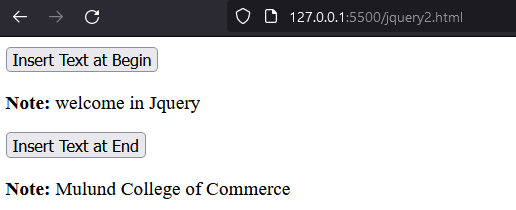 127.0.0.1:5500/jquery2.html
Insert Text at Begin
Note: welcome in Jquery
Insert Text at End
Note: Mulund College of Commerce